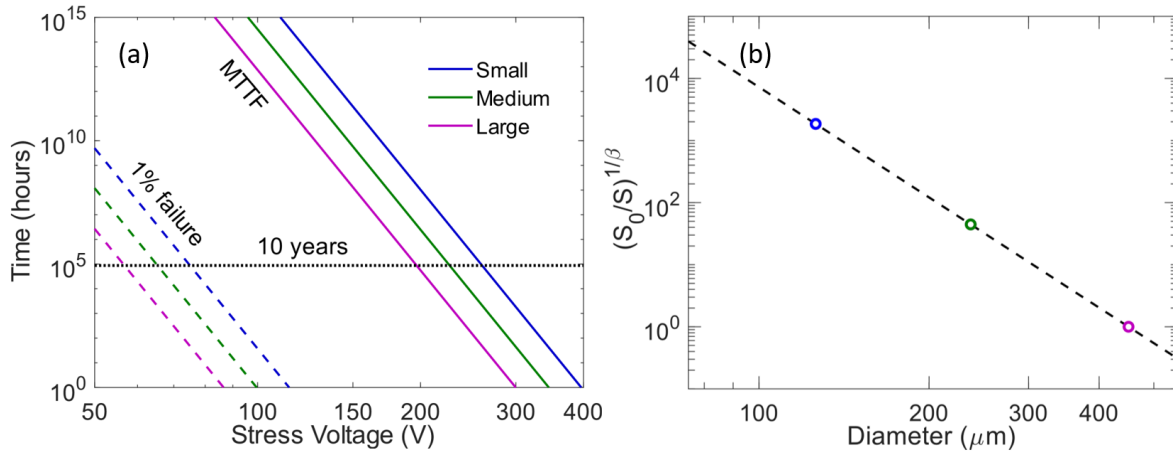 (a)
Small
Medium
Large
MTTF
1% failure
10 years
10^15
10^10
10^5
10^0
Time (hours)
50 100 150 200 300 400
Stress Voltage (V)
(b)
10^4
10^2
10^0
(S_0/S)^{1/β}
100 200 300 400
Diameter (μm)